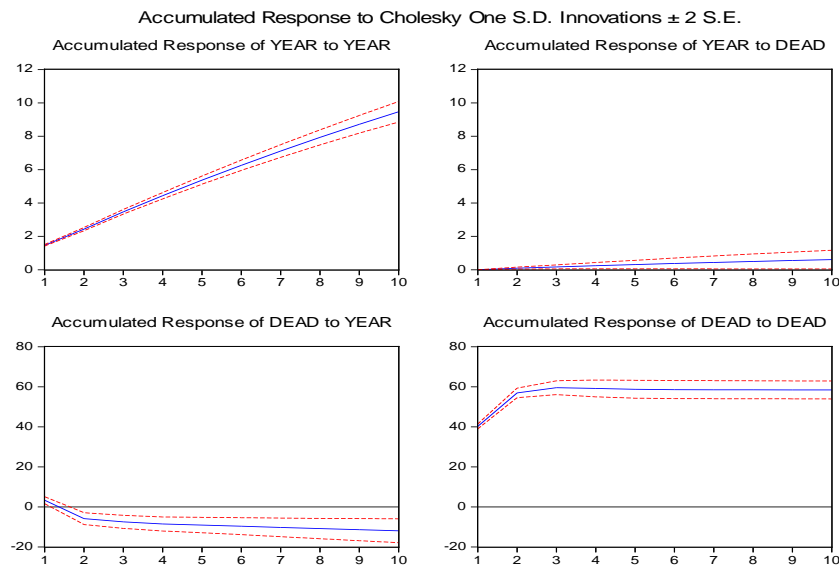 Accumulated Response to Cholesky One S.D. Innovations ± 2 S.E.
Accumulated Response of YEAR to YEAR
12
10
8
6
4
2
0
1 2 3 4 5 6 7 8 9 10
Accumulated Response of YEAR to DEAD
12
10
8
6
4
2
0
1 2 3 4 5 6 7 8 9 10
Accumulated Response of DEAD to YEAR
80
60
40
20
0
-20
1 2 3 4 5 6 7 8 9 10
Accumulated Response of DEAD to DEAD
80
60
40
20
0
-20
1 2 3 4 5 6 7 8 9 10